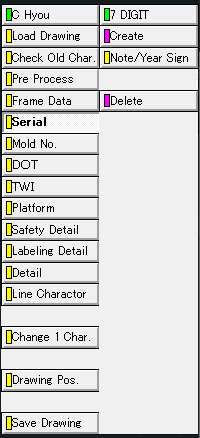 C Hyou
7 DIGIT
Load Drawing
Create
Check Old Char.
Note/Year Sign
Pre Process
Frame Data
Delete
Serial
Mold No.
DOT
TWI
Platform
Safety Detail
Labeling Detail
Detail
Line Charactor
Change 1 Char.
Drawing Pos.
Save Drawing